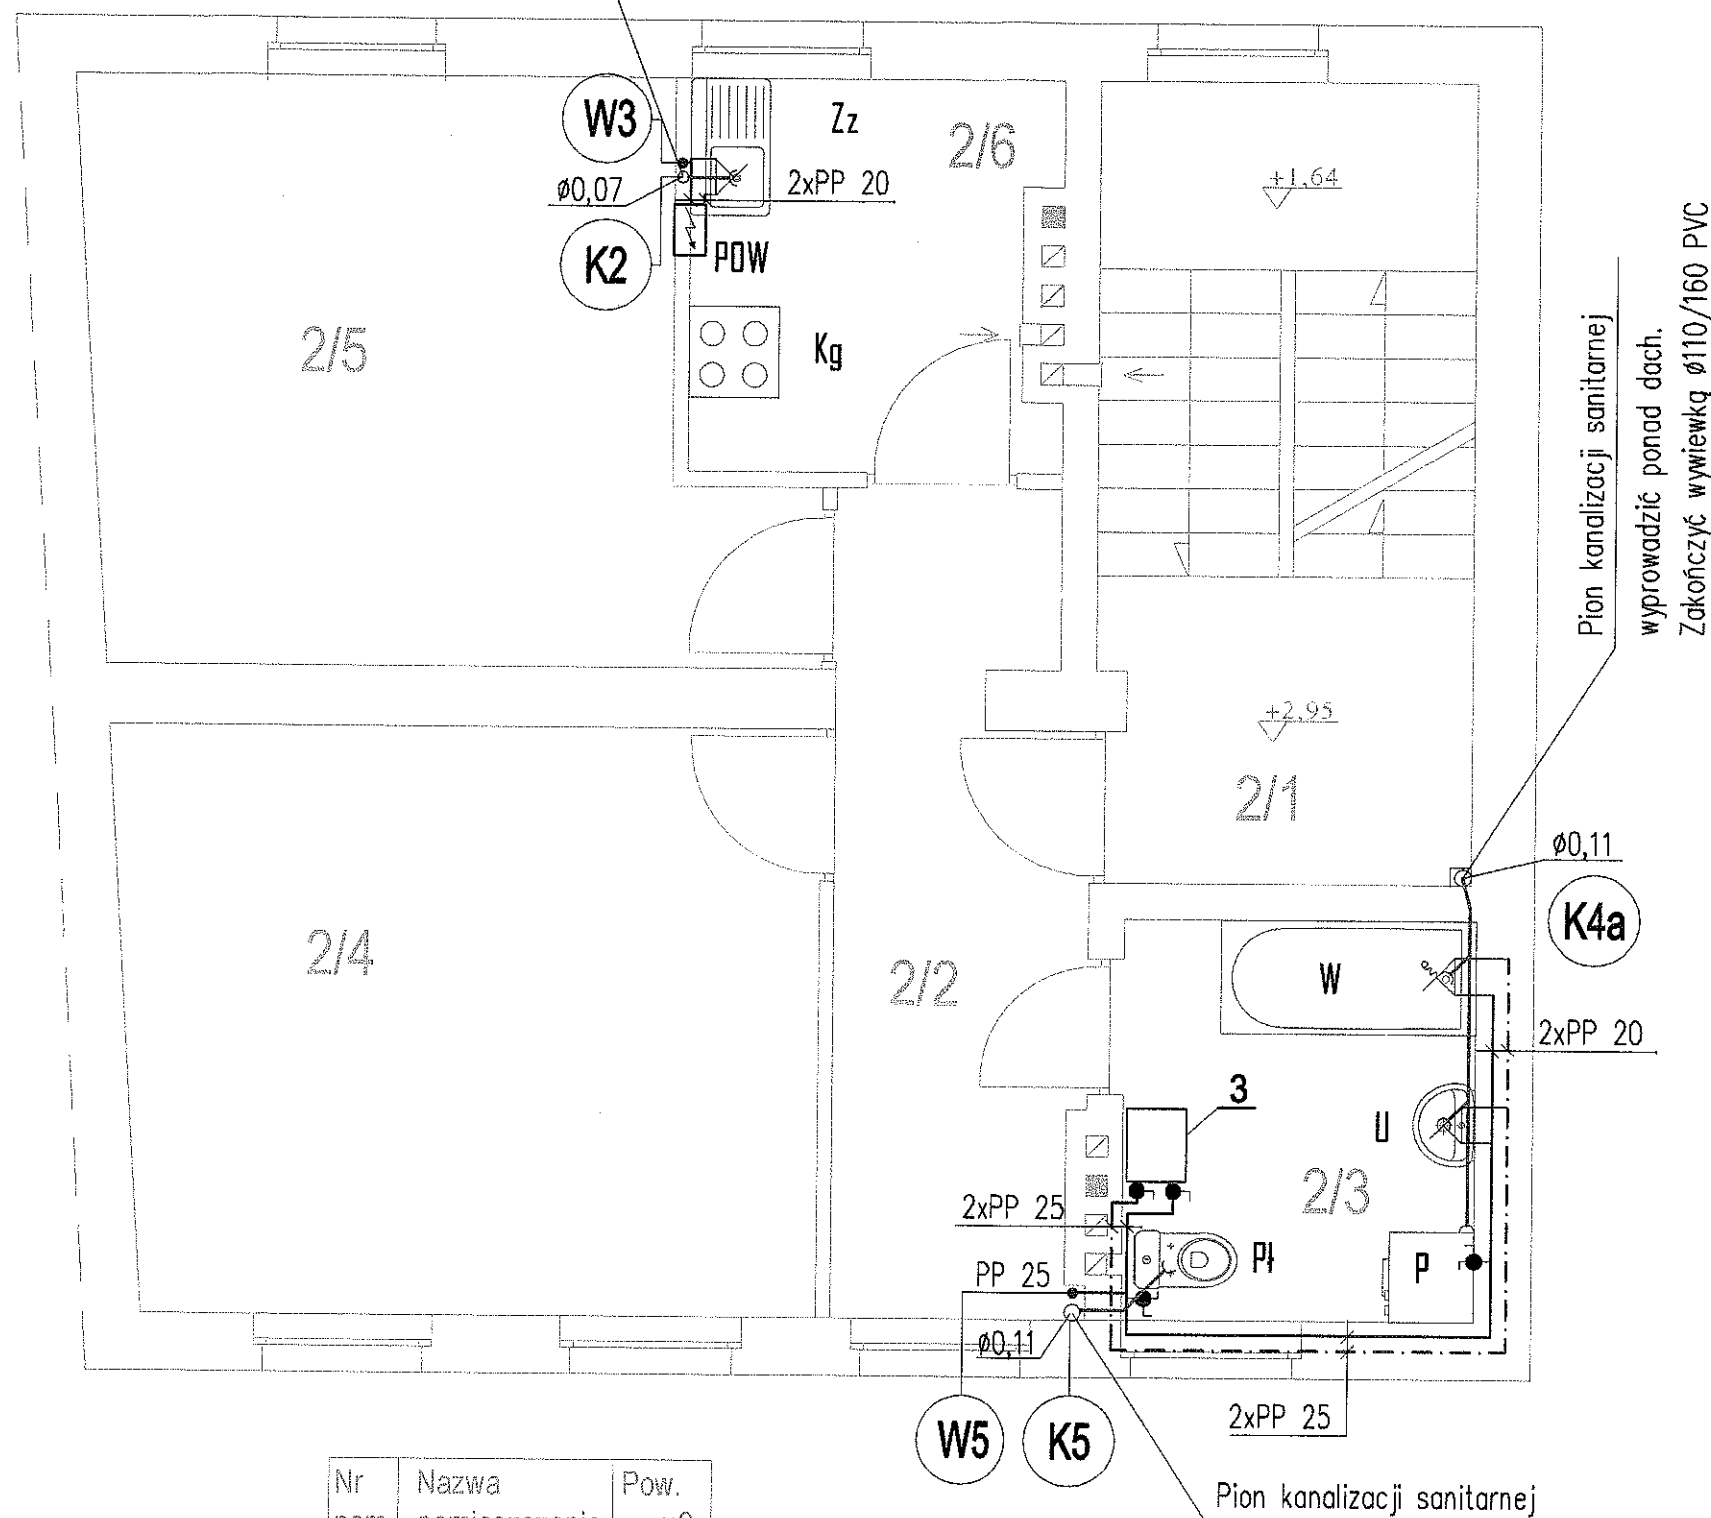 W3
Zz
2/6
ø0,07
2xPP 20
K2
POW
2/5
Kg
+1,64
Pion kanalizacji sanitarnej
wyprowadzić ponad dach.
Zakończyć wywiewką ø110/160 PVC
+2,95
2/1
ø0,11
K4a
2/4
2/2
W
2xPP 20
3
U
2/3
2xPP 25
Pł
P
PP 25
ø0,11
W5
K5
2xPP 25
Pion kanalizacji sanitarnej
Nr Nazwa Pow.